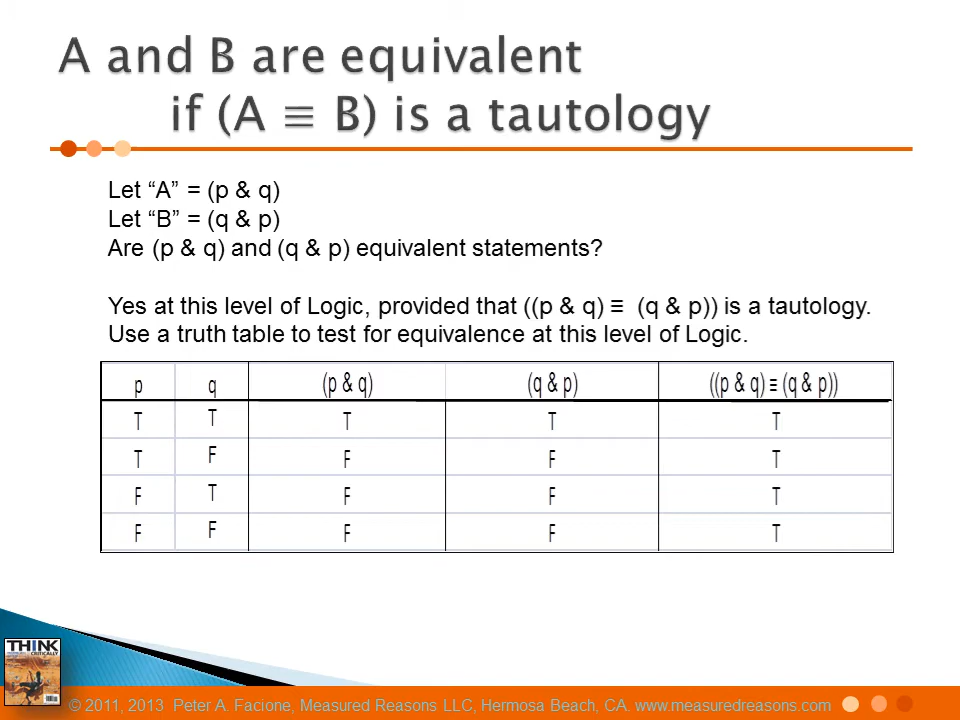 A and B are equivalent
if (A ≡ B) is a tautology
Let “A” = (p & q)
Let “B” = (q & p)
Are (p & q) and (q & p) equivalent statements?
Yes at this level of Logic, provided that ((p & q) ≡ (q & p)) is a tautology.
Use a truth table to test for equivalence at this level of Logic.
p q (p & q) (q & p) ((p & q) ≡ (q & p))
T T T T T
T F F F T
F T F F T
F F F F T
THINK
CRITICALLY
© 2011, 2013 Peter A. Facione, Measured Reasons LLC, Hermosa Beach, CA. www.measuredreasons.com